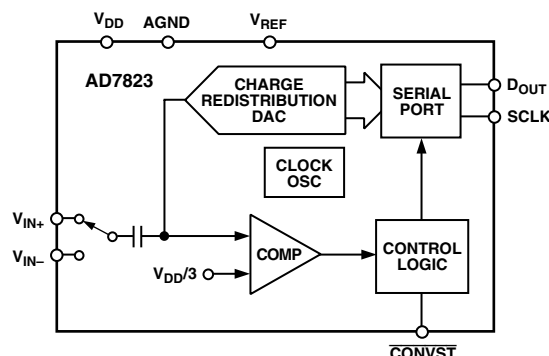 VDD AGND VREF
AD7823
CHARGE
REDISTRIBUTION
DAC
SERIAL
PORT
DOUT
SCLK
CLOCK
OSC
VIN+
VIN–
COMP
VDD/3
CONTROL
LOGIC
CONVST